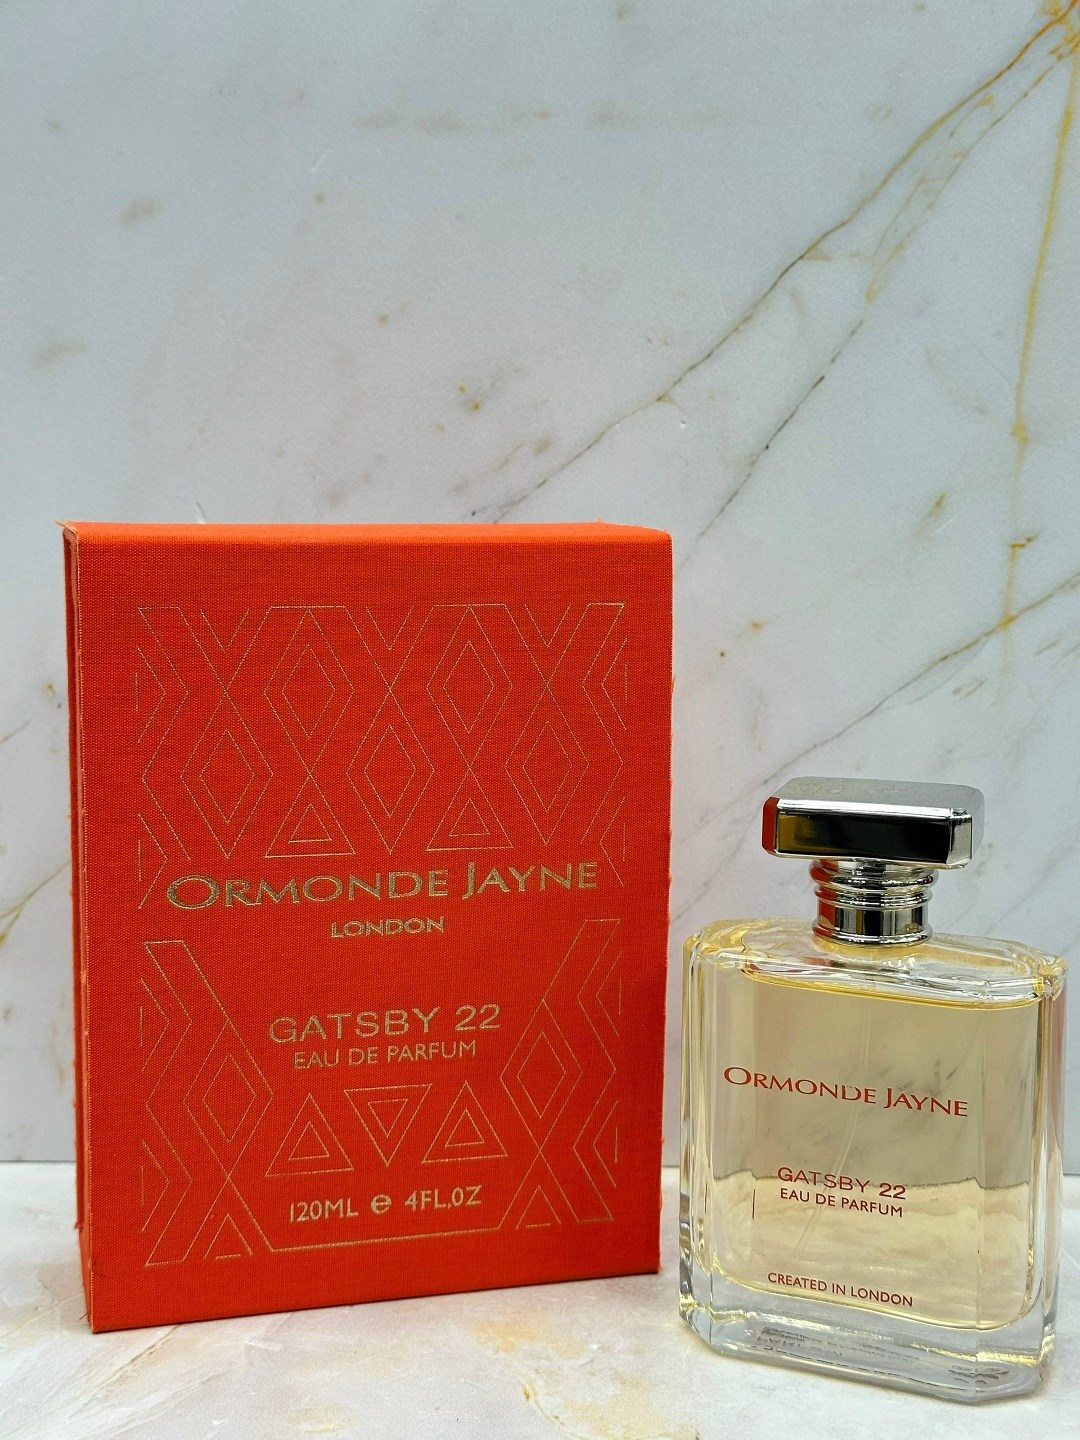 ORMONDE JAYNE
LONDON
GATSBY 22
EAU DE PARFUM
120ML e 4FL.OZ
ORMONDE JAYNE
GATSBY 22
EAU DE PARFUM
CREATED IN LONDON